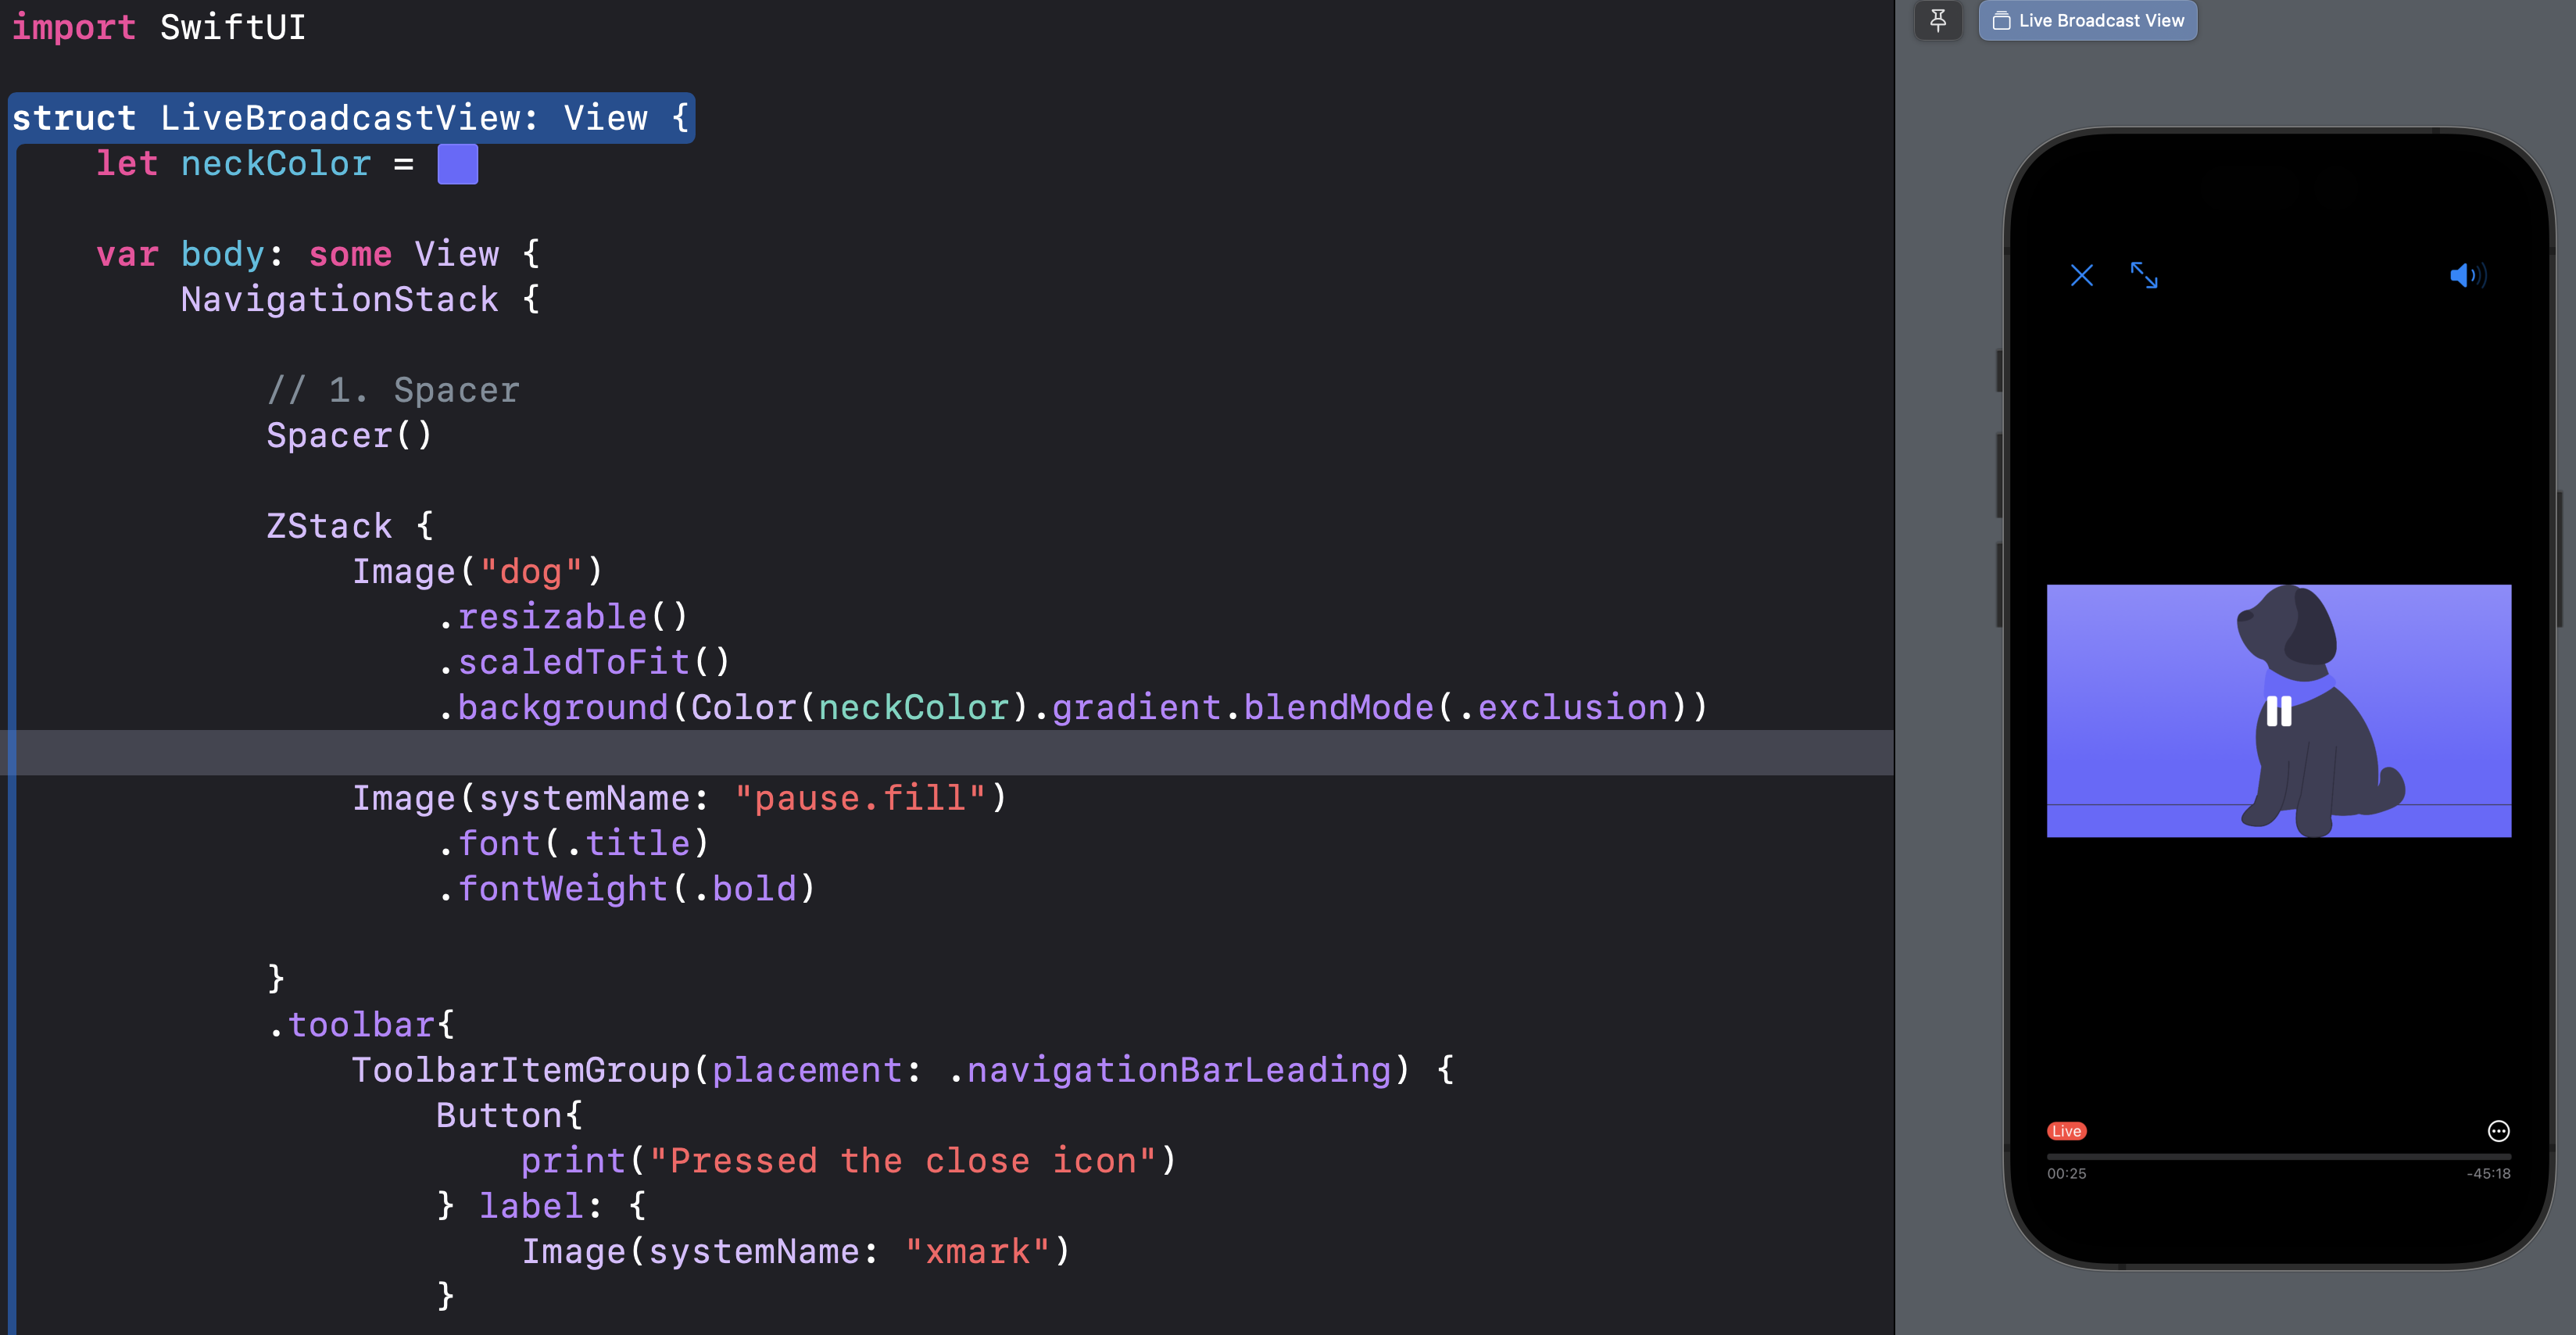 import SwiftUI
struct LiveBroadcastView: View {
let neckColor =
var body: some View {
NavigationStack {
// 1. Spacer
Spacer()
ZStack {
Image("dog")
.resizable()
.scaledToFit()
.background(Color(neckColor).gradient.blendMode(.exclusion))
Image(systemName: "pause.fill")
.font(.title)
.fontWeight(.bold)
}
.toolbar{
ToolbarItemGroup(placement: .navigationBarLeading) {
Button{
print("Pressed the close icon")
} label: {
Image(systemName: "xmark")
}
Live Broadcast View
Live
00:25
-45:18